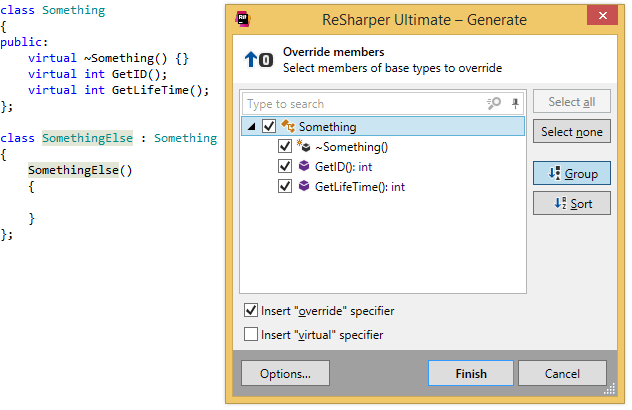 class Something
{
public:
    virtual ~Something() {}
    virtual int GetID();
    virtual int GetLifeTime();
};
class SomethingElse : Something
{
    SomethingElse()
    {
    }
};
RU
ReSharper Ultimate – Generate
Override members
Select members of base types to override
Type to search
Something
~Something()
GetID(): int
GetLifeTime(): int
Select all
Select none
Group
Sort
Insert "override" specifier
Insert "virtual" specifier
Options...
Finish
Cancel